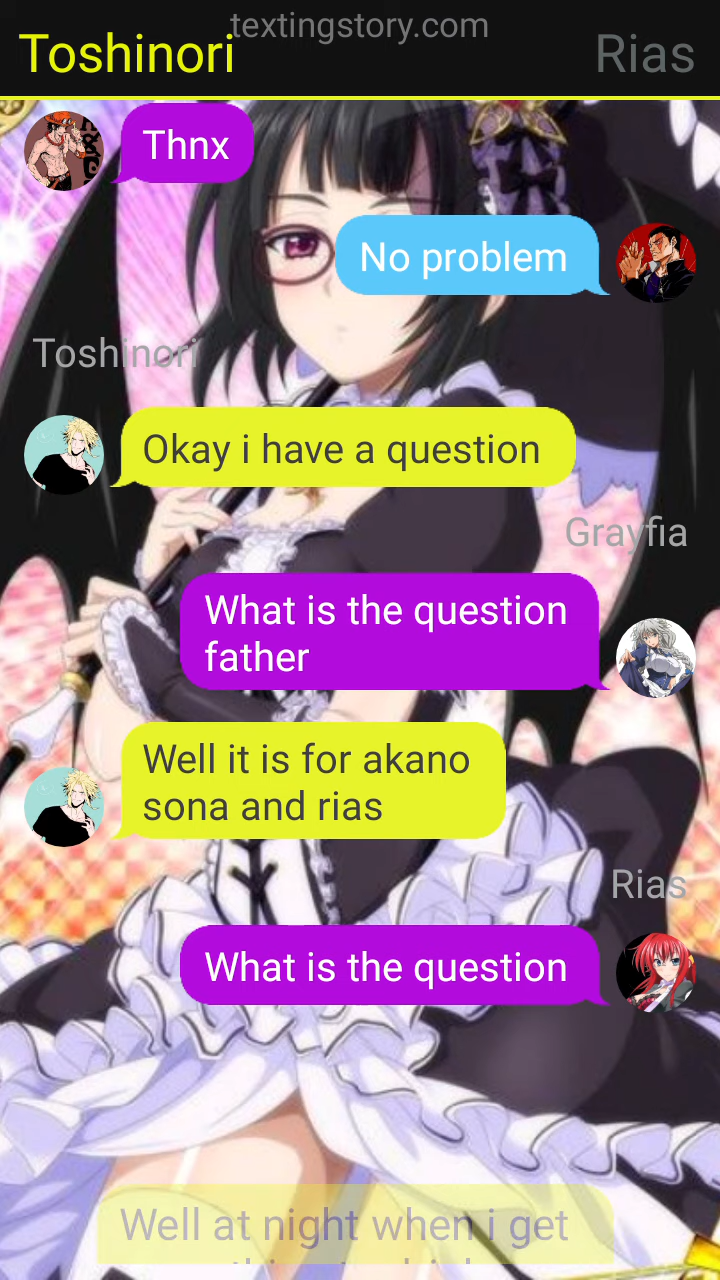 textingstory.com
Toshinori
Rias
Thnx
No problem
Toshinori
Okay i have a question
Grayfia
What is the question
father
Well it is for akano
sona and rias
Rias
What is the question
Well at night when i get